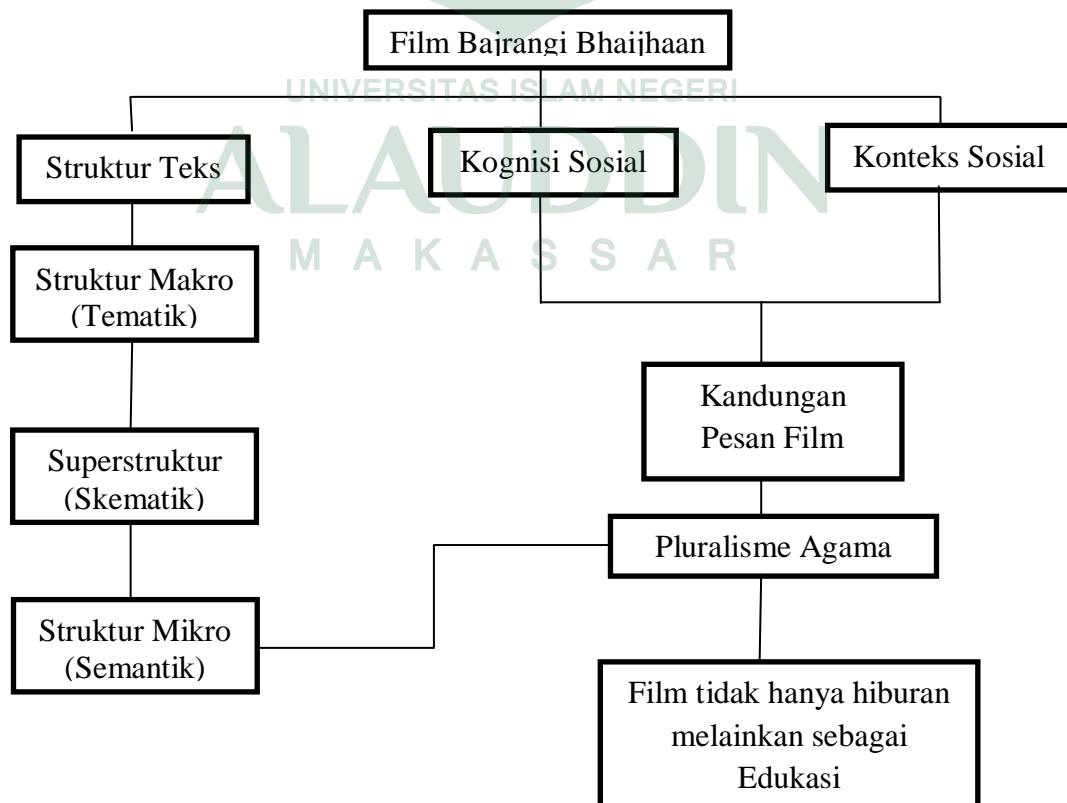 Film Bajrangi Bhaijhaan
UNIVERSITAS ISLAM NEGERI
ALAUDDIN
MAKASSAR
Struktur Teks
Kognisi Sosial
Konteks Sosial
Struktur Makro
(Tematik)
Kandungan
Pesan Film
Superstruktur
(Skematik)
Pluralisme Agama
Struktur Mikro
(Semantik)
Film tidak hanya hiburan
melainkan sebagai
Edukasi